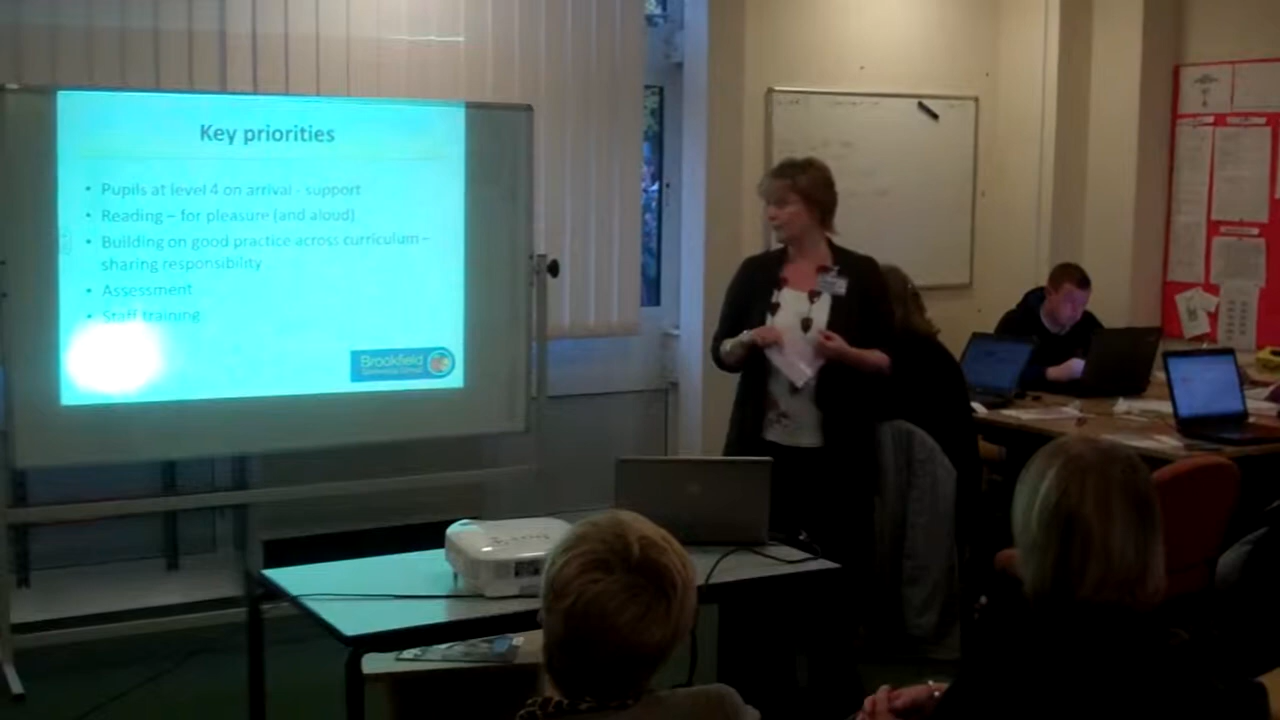 Key priorities
• Pupils at level 4 on arrival - support
• Reading – for pleasure (and aloud)
• Building on good practice across curriculum –
sharing responsibility
• Assessment
• Staff training
Brookfield